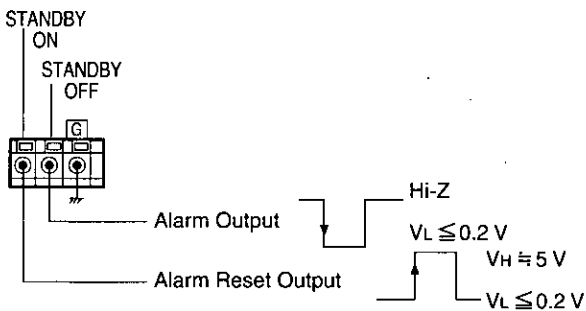 STANDBY
ON
STANDBY
OFF
G
Alarm Output
Hi-Z
VL≦0.2 V
VH≒5 V
Alarm Reset Output
VL≦0.2 V